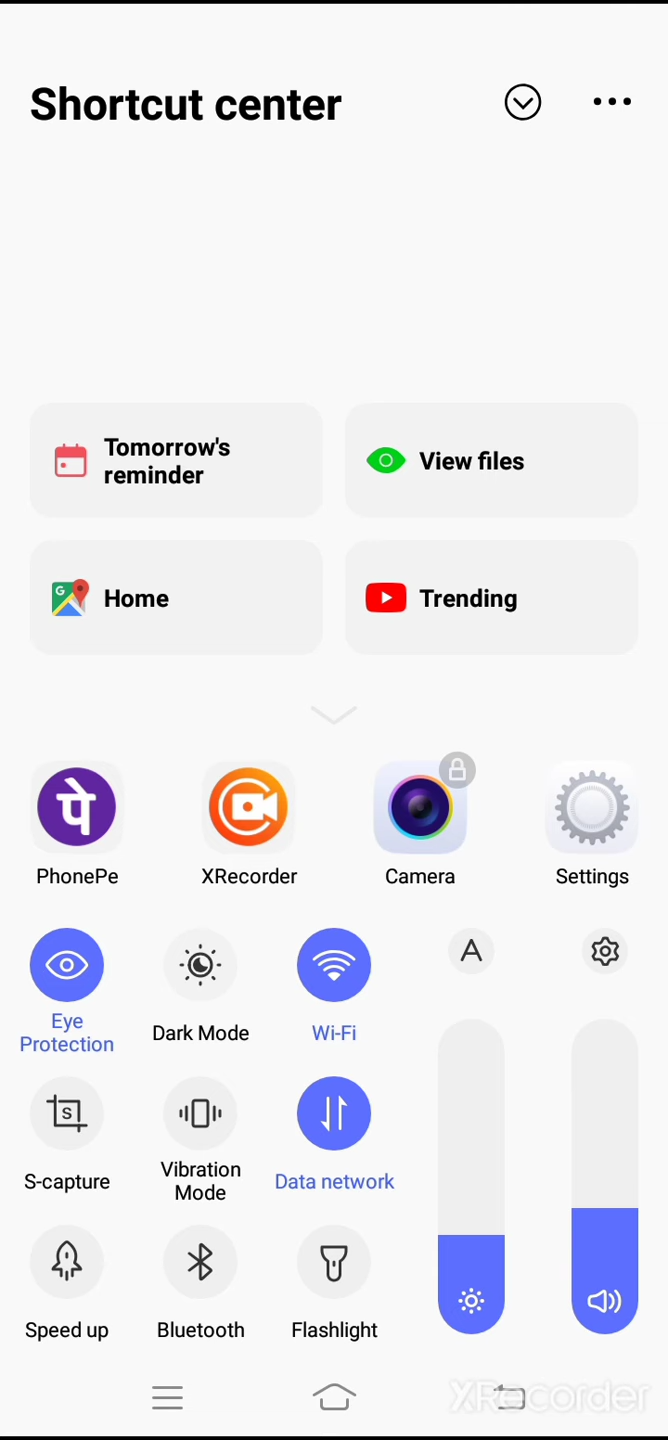 Shortcut center
Tomorrow's
reminder
View files
Home
Trending
पे
PhonePe
XRecorder
Camera
Settings
A
Eye
Protection
Dark Mode
Wi-Fi
S
S-capture
Vibration
Mode
Data network
Speed up
Bluetooth
Flashlight
XRecorder